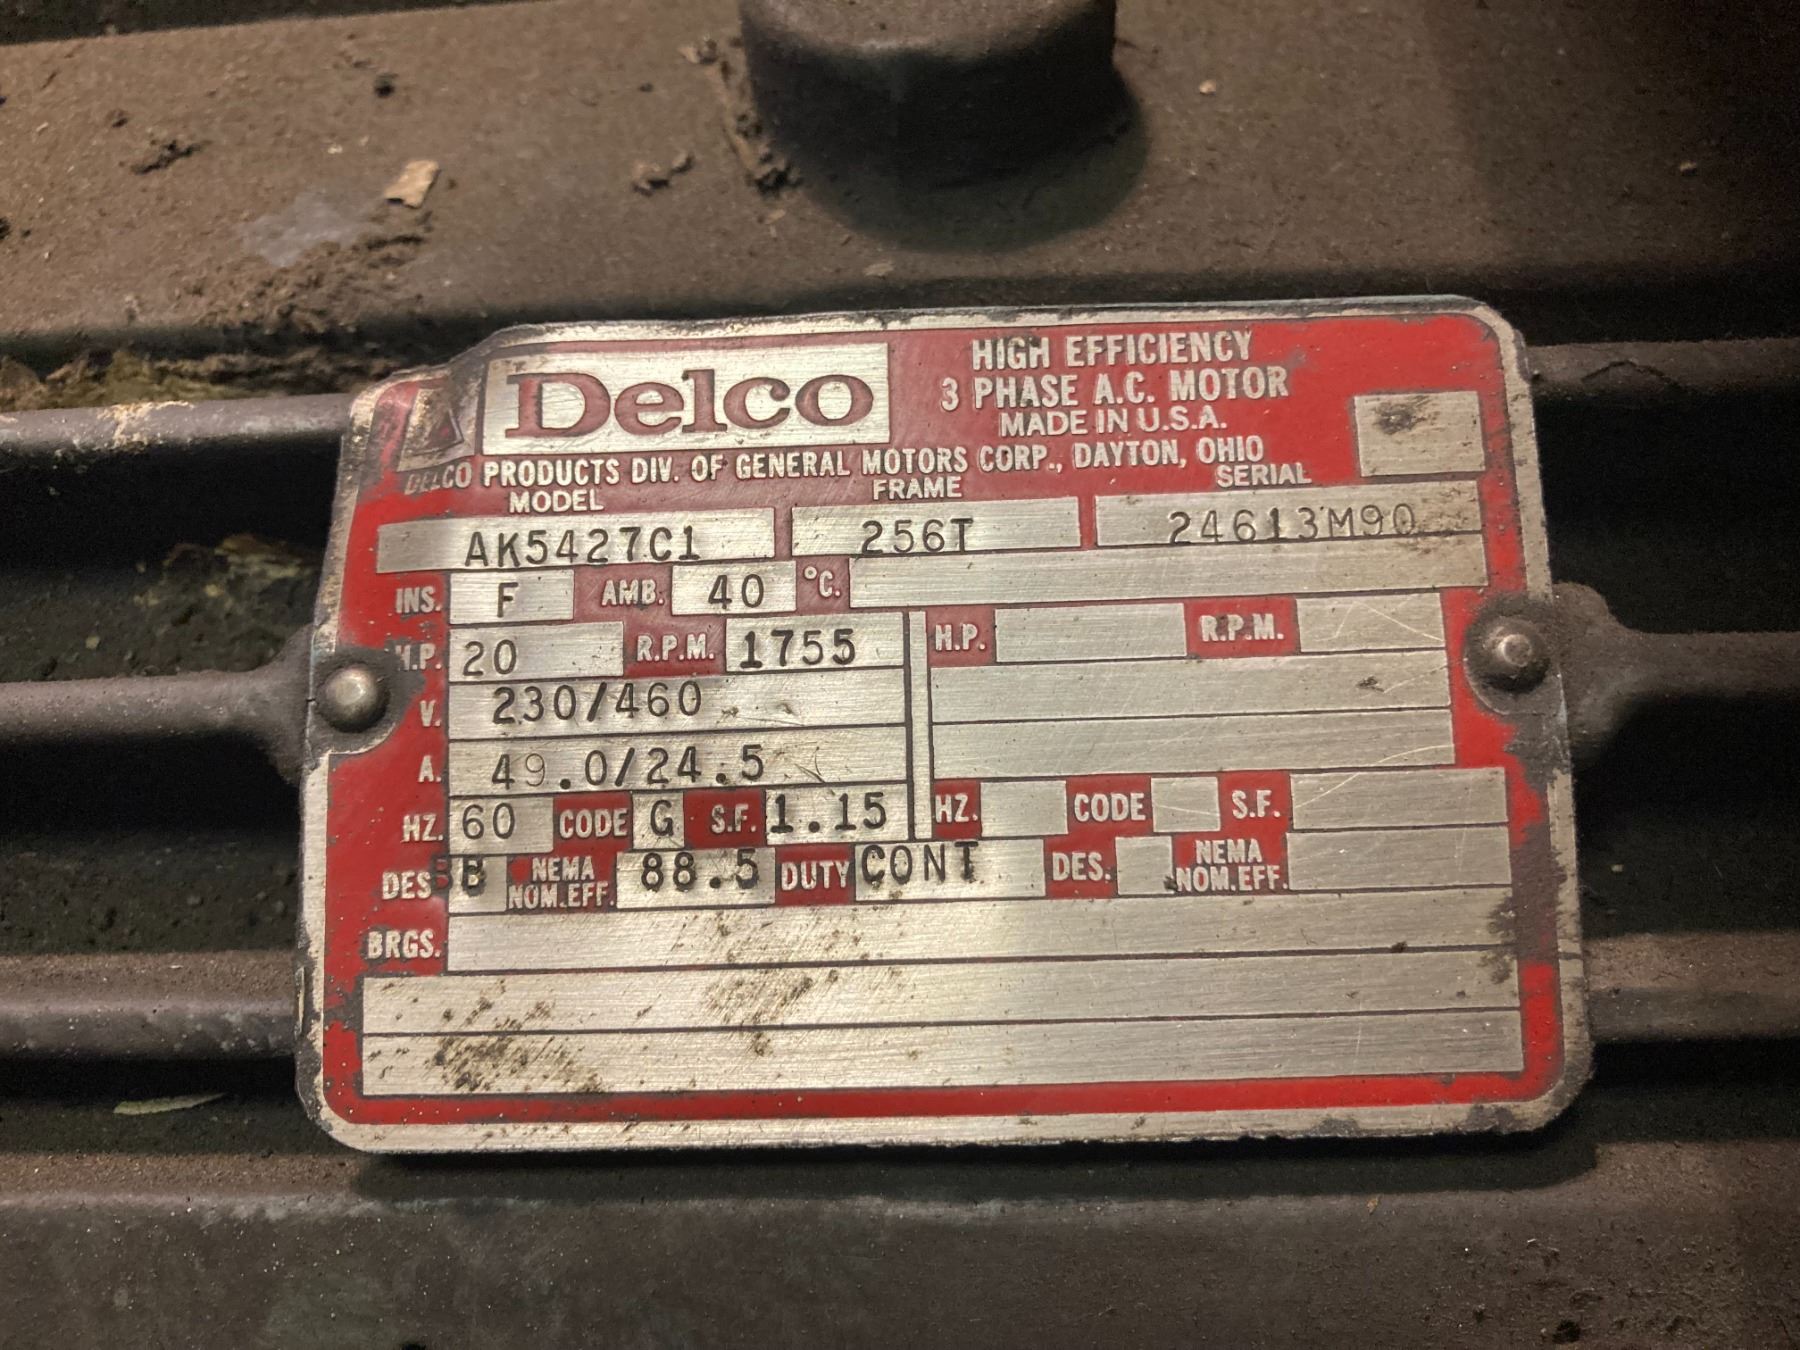 Delco
HIGH EFFICIENCY
3 PHASE A.C. MOTOR
MADE IN U.S.A.
DELCO PRODUCTS DIV. OF GENERAL MOTORS CORP., DAYTON, OHIO
MODEL FRAME SERIAL
AK5427C1 256T 24613M90
INS. F AMB. 40 °C.
H.P. 20 R.P.M. 1755 H.P. R.P.M.
V. 230/460
A. 49.0/24.5
HZ. 60 CODE G S.F. 1.15 HZ. CODE S.F.
DES BB NEMA NOM.EFF. 88.5 DUTY CONT DES. NEMA NOM.EFF.
BRGS.